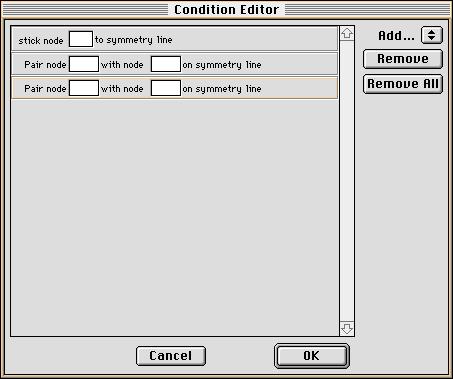 Condition Editor
stick node to symmetry line
Add...
Pair node with node on symmetry line
Remove
Pair node with node on symmetry line
Remove All
Cancel
OK